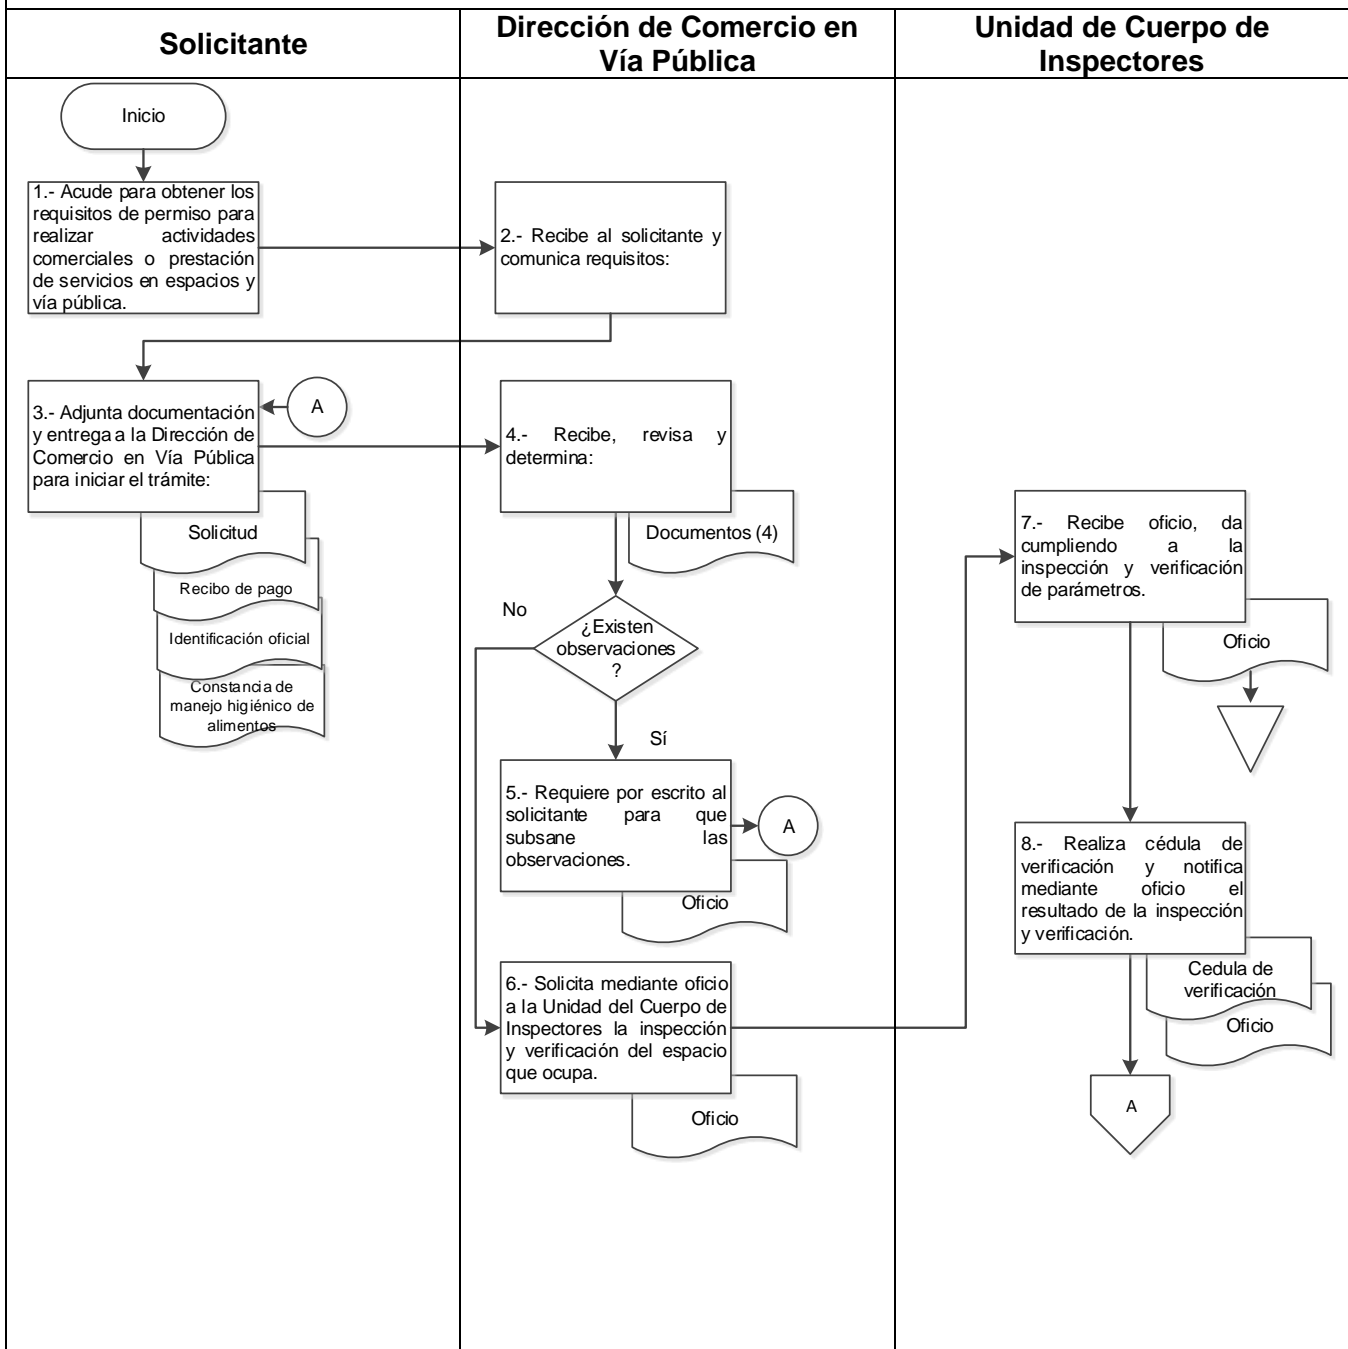 Solicitante
Dirección de Comercio en
Vía Pública
Unidad de Cuerpo de
Inspectores
Inicio
1.- Acude para obtener los
requisitos de permiso para
realizar actividades
comerciales o prestación
de servicios en espacios y
vía pública.
2.- Recibe al solicitante y
comunica requisitos:
3.- Adjunta documentación
y entrega a la Dirección de
Comercio en Vía Pública
para iniciar el trámite:
A
Solicitud
Recibo de pago
Identificación oficial
Constancia de
manejo higiénico de
alimentos
4.- Recibe, revisa y
determina:
Documentos (4)
No
¿Existen
observaciones
?
Sí
5.- Requiere por escrito al
solicitante para que
subsane las
observaciones.
A
Oficio
6.- Solicita mediante oficio
a la Unidad del Cuerpo de
Inspectores la inspección
y verificación del espacio
que ocupa.
Oficio
7.- Recibe oficio, da
cumpliendo a la
inspección y verificación
de parámetros.
Oficio
8.- Realiza cédula de
verificación y notifica
mediante oficio el
resultado de la inspección
y verificación.
Cedula de
verificación
Oficio
A